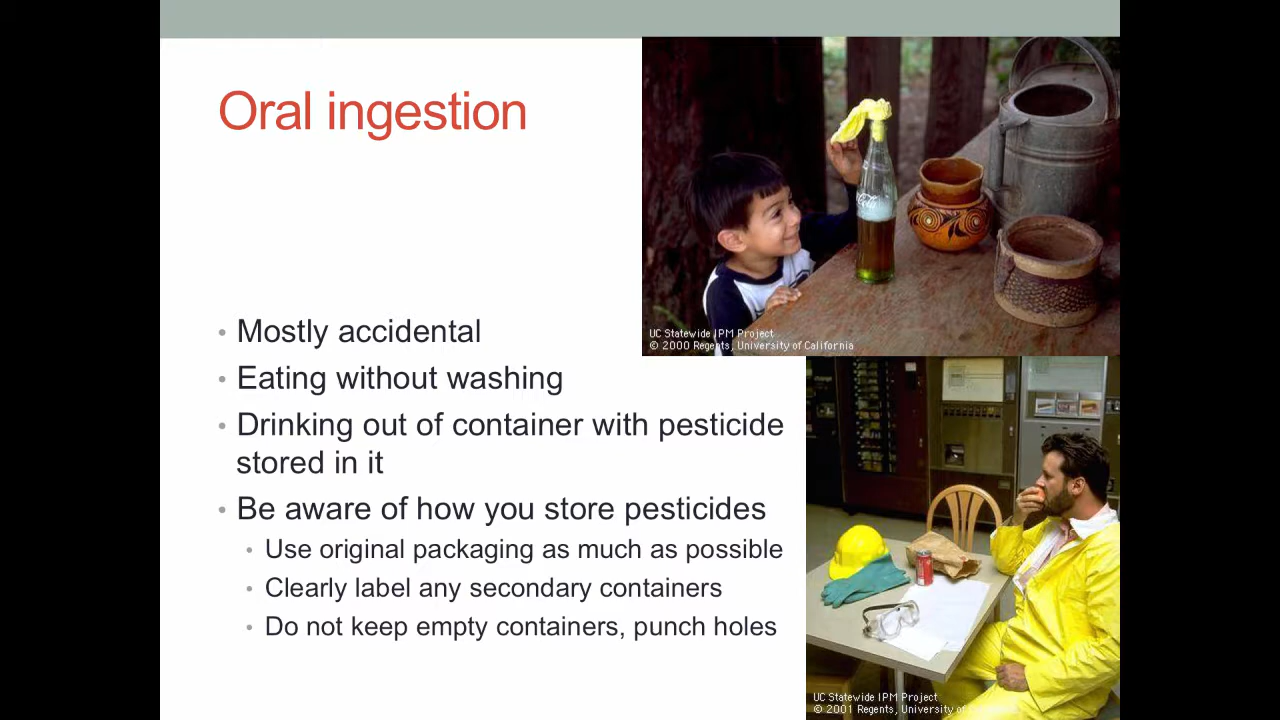 Oral ingestion
• Mostly accidental
• Eating without washing
• Drinking out of container with pesticide
stored in it
• Be aware of how you store pesticides
• Use original packaging as much as possible
• Clearly label any secondary containers
• Do not keep empty containers, punch holes
UC Statewide IPM Project
© 2000 Regents, University of California
UC Statewide IPM Project
© 2001 Regents, University of